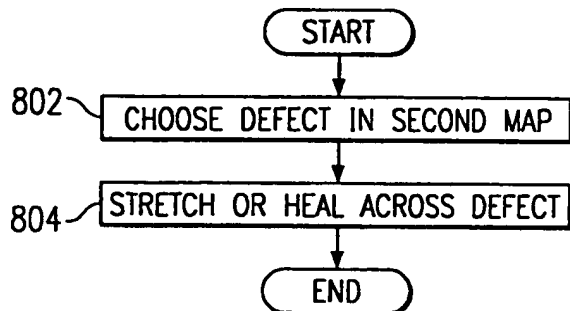 START
802
CHOOSE DEFECT IN SECOND MAP
804
STRETCH OR HEAL ACROSS DEFECT
END